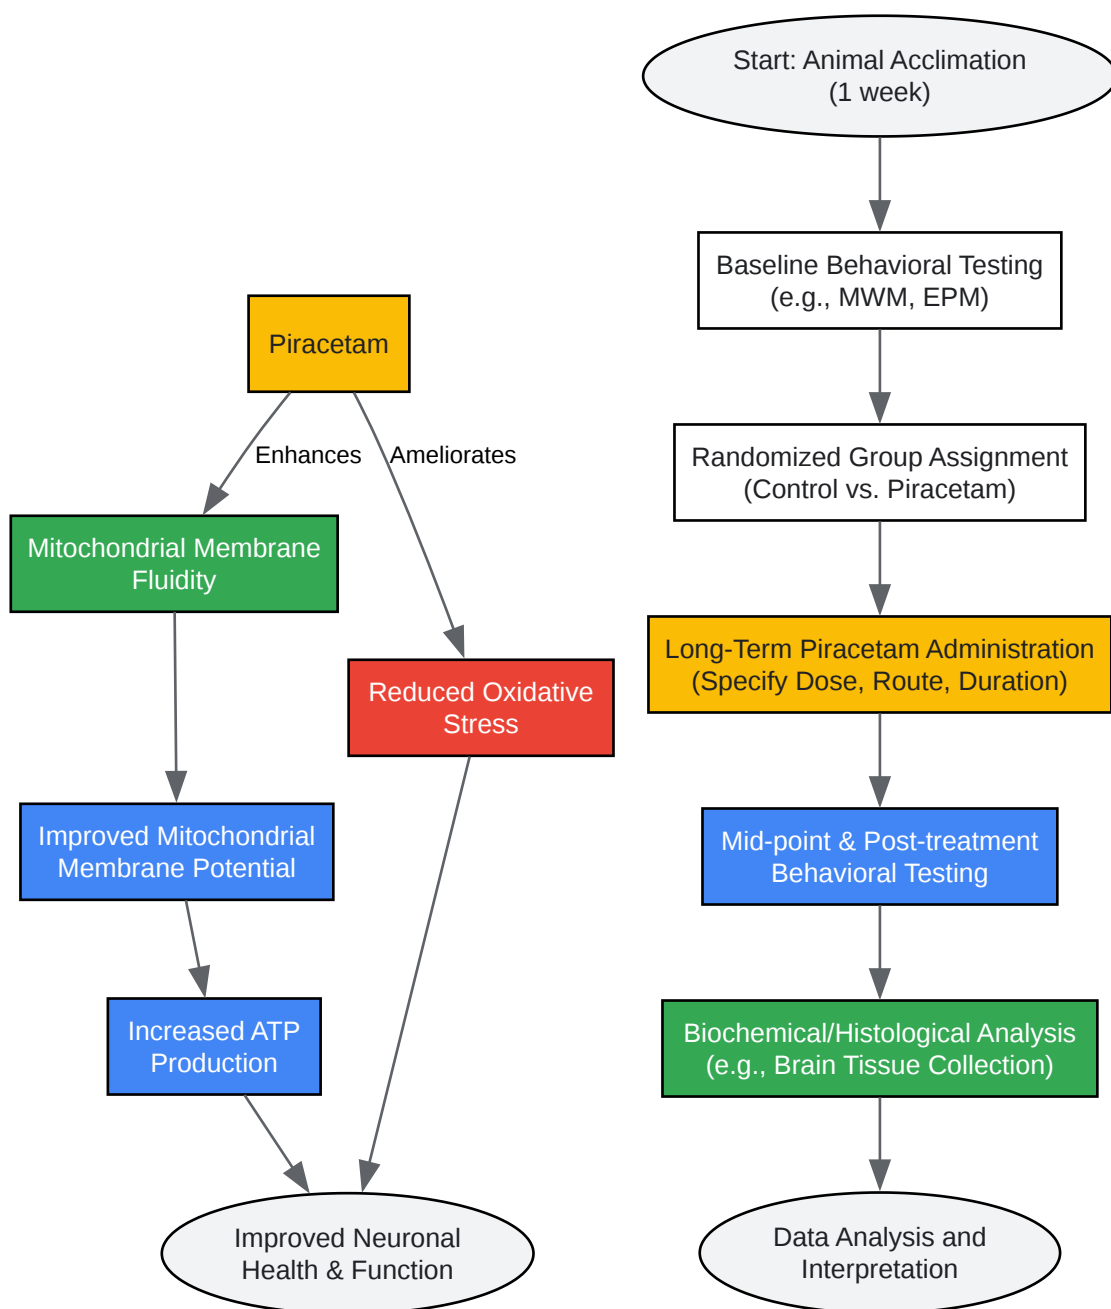 Piracetam
Enhances
Ameliorates
Mitochondrial Membrane
Fluidity
Reduced Oxidative
Stress
Improved Mitochondrial
Membrane Potential
Increased ATP
Production
Improved Neuronal
Health & Function
Start: Animal Acclimation
(1 week)
Baseline Behavioral Testing
(e.g., MWM, EPM)
Randomized Group Assignment
(Control vs. Piracetam)
Long-Term Piracetam Administration
(Specify Dose, Route, Duration)
Mid-point & Post-treatment
Behavioral Testing
Biochemical/Histological Analysis
(e.g., Brain Tissue Collection)
Data Analysis and
Interpretation